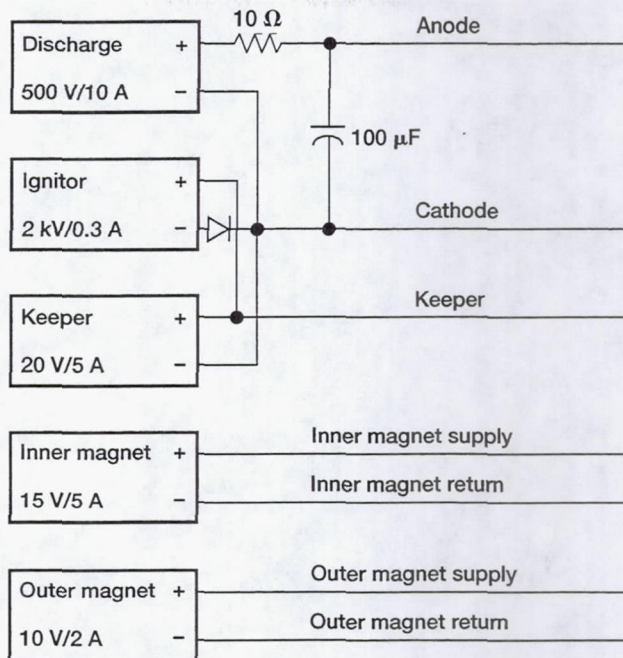 10 Ω
Anode
Discharge +
500 V/10 A −
100 μF
Ignitor +
2 kV/0.3 A −
Cathode
Keeper +
Keeper
20 V/5 A −
Inner magnet +
Inner magnet supply
15 V/5 A −
Inner magnet return
Outer magnet +
Outer magnet supply
10 V/2 A −
Outer magnet return